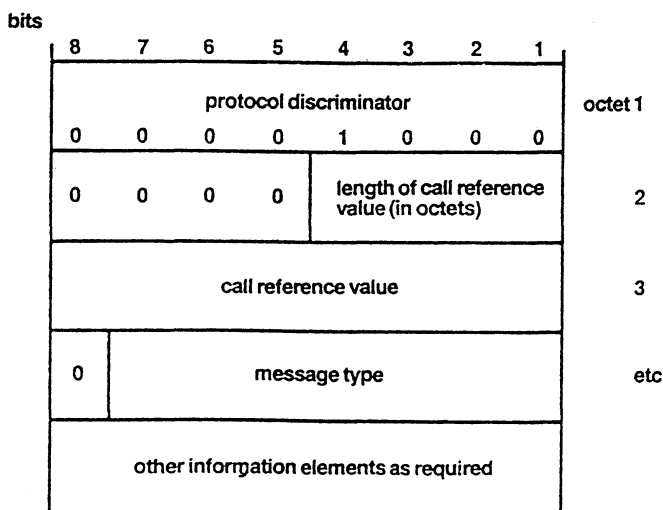 bits
8 7 6 5 4 3 2 1
protocol discriminator
octet 1
0 0 0 0 1 0 0 0
0 0 0 0
length of call reference
value (in octets)
2
call reference value
3
0
message type
etc
other information elements as required